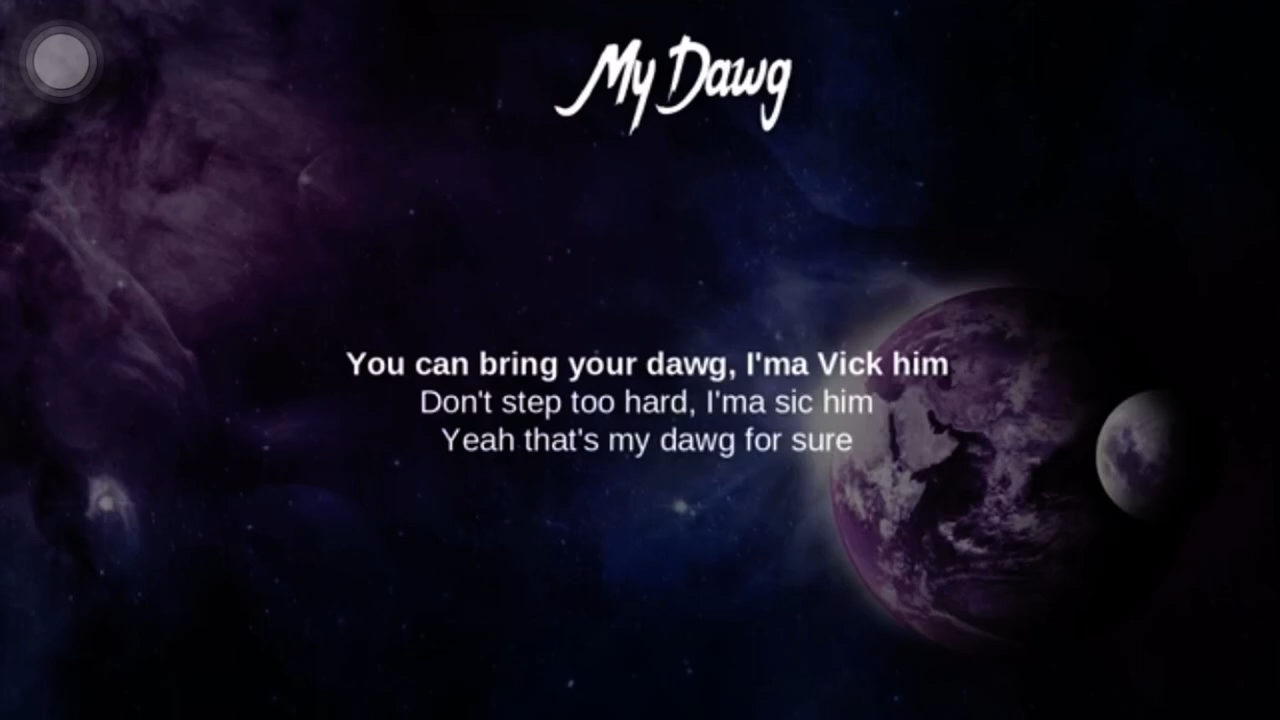 My Dawg
You can bring your dawg, I'ma Vick him
Don't step too hard, I'ma sic him
Yeah that's my dawg for sure